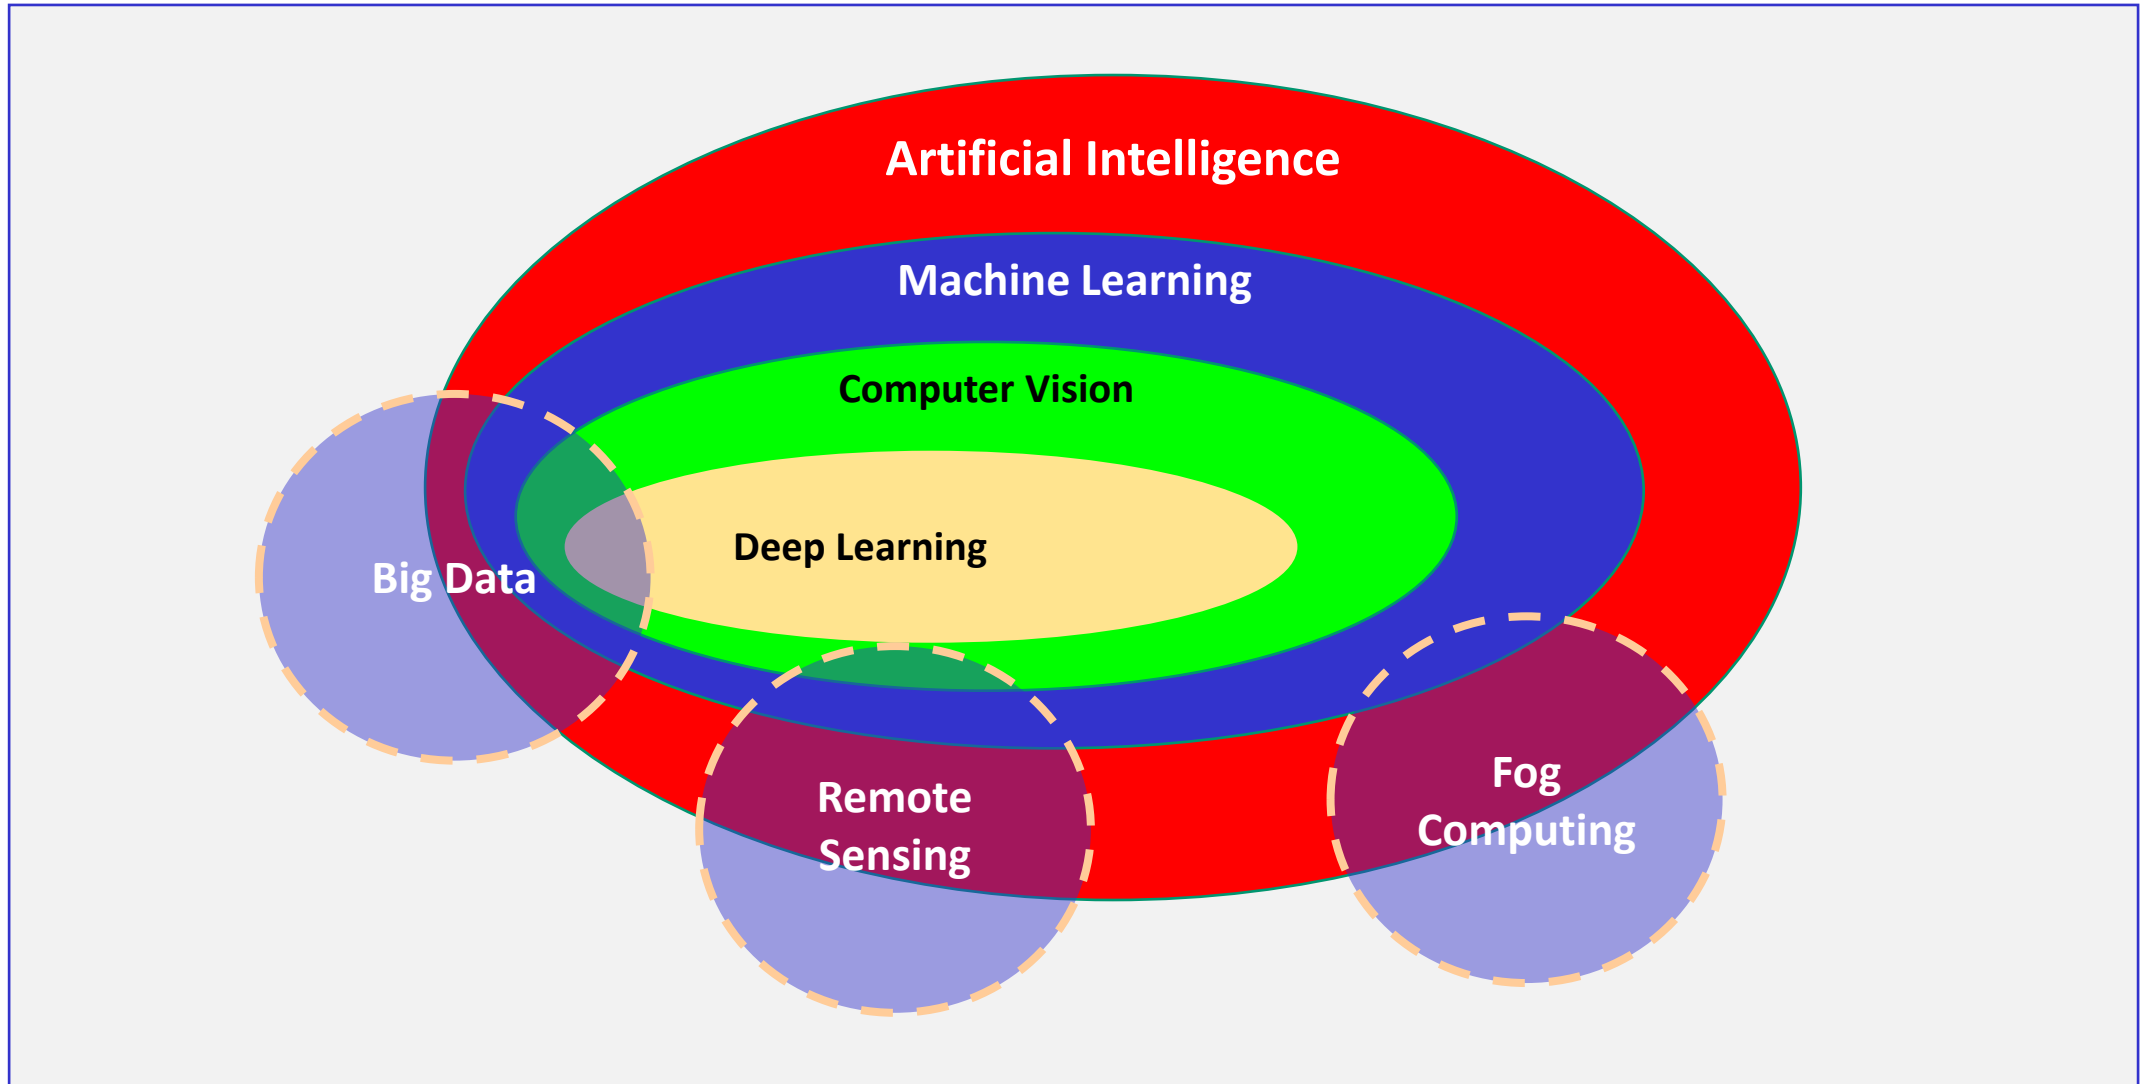 Artificial Intelligence
Machine Learning
Computer Vision
Deep Learning
Big Data
Remote
Sensing
Fog
Computing